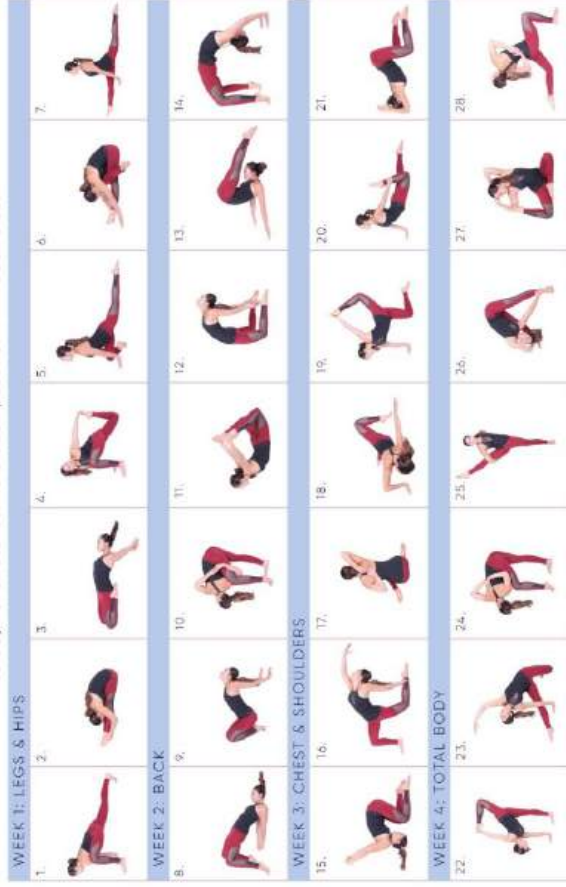 WEEK 1: LEGS & HIPS
1. 2. 3. 4. 5. 6. 7.
WEEK 2: BACK
8. 9. 10. 11. 12. 13. 14.
WEEK 3: CHEST & SHOULDERS
15. 16. 17. 18. 19. 20. 21.
WEEK 4: TOTAL BODY
22. 23. 24. 25. 26. 27. 28.